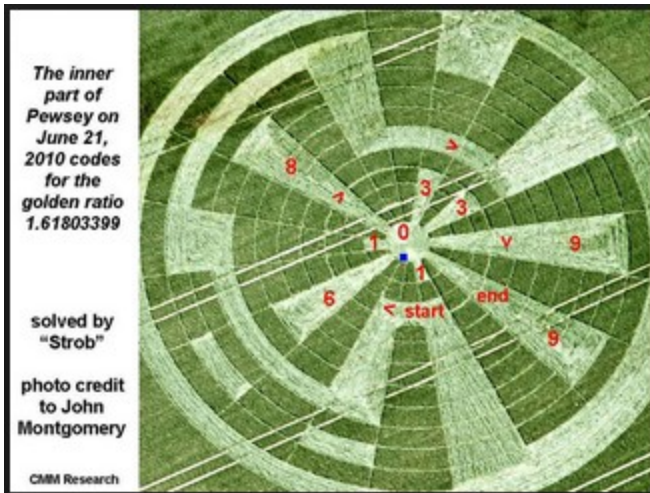 The inner
part of
Pewsey on
June 21,
2010 codes
for the
golden ratio
1.61803399
solved by
“Strob”
photo credit
to John
Montgomery
CMM Research
8
>
3
3
0
1
>
9
1
6
< start
end
9